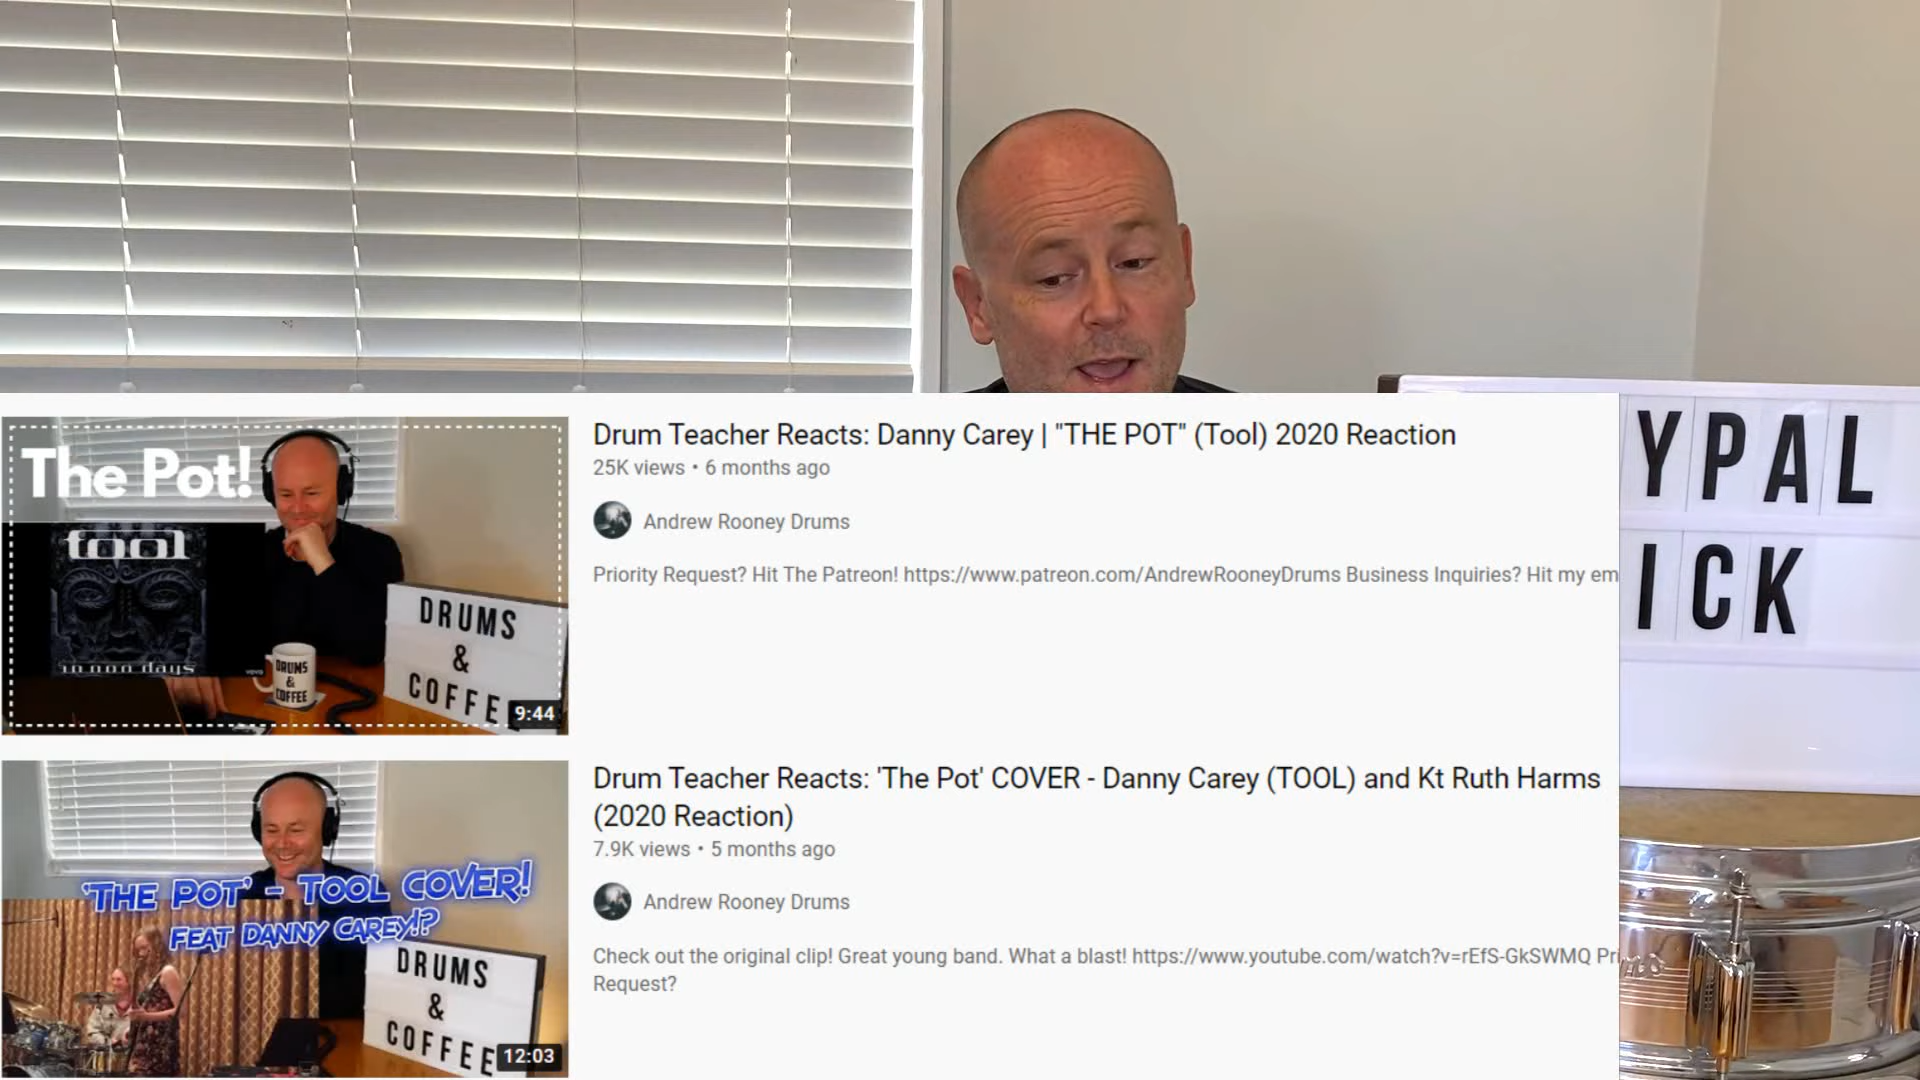 The Pot!
tool
10,000 days
DRUMS
&
COFFEE
DRUMS
&
COFFE
9:44
Drum Teacher Reacts: Danny Carey | "THE POT" (Tool) 2020 Reaction
25K views • 6 months ago
Andrew Rooney Drums
Priority Request? Hit The Patreon! https://www.patreon.com/AndrewRooneyDrums Business Inquiries? Hit my em
YPAL
ICK
'THE POT' - TOOL COVER!
FEAT DANNY CAREY!?
DRUMS
&
COFFEE
12:03
Drum Teacher Reacts: 'The Pot' COVER - Danny Carey (TOOL) and Kt Ruth Harms
(2020 Reaction)
7.9K views • 5 months ago
Andrew Rooney Drums
Check out the original clip! Great young band. What a blast! https://www.youtube.com/watch?v=rEfS-GkSWMQ Pri
Request?